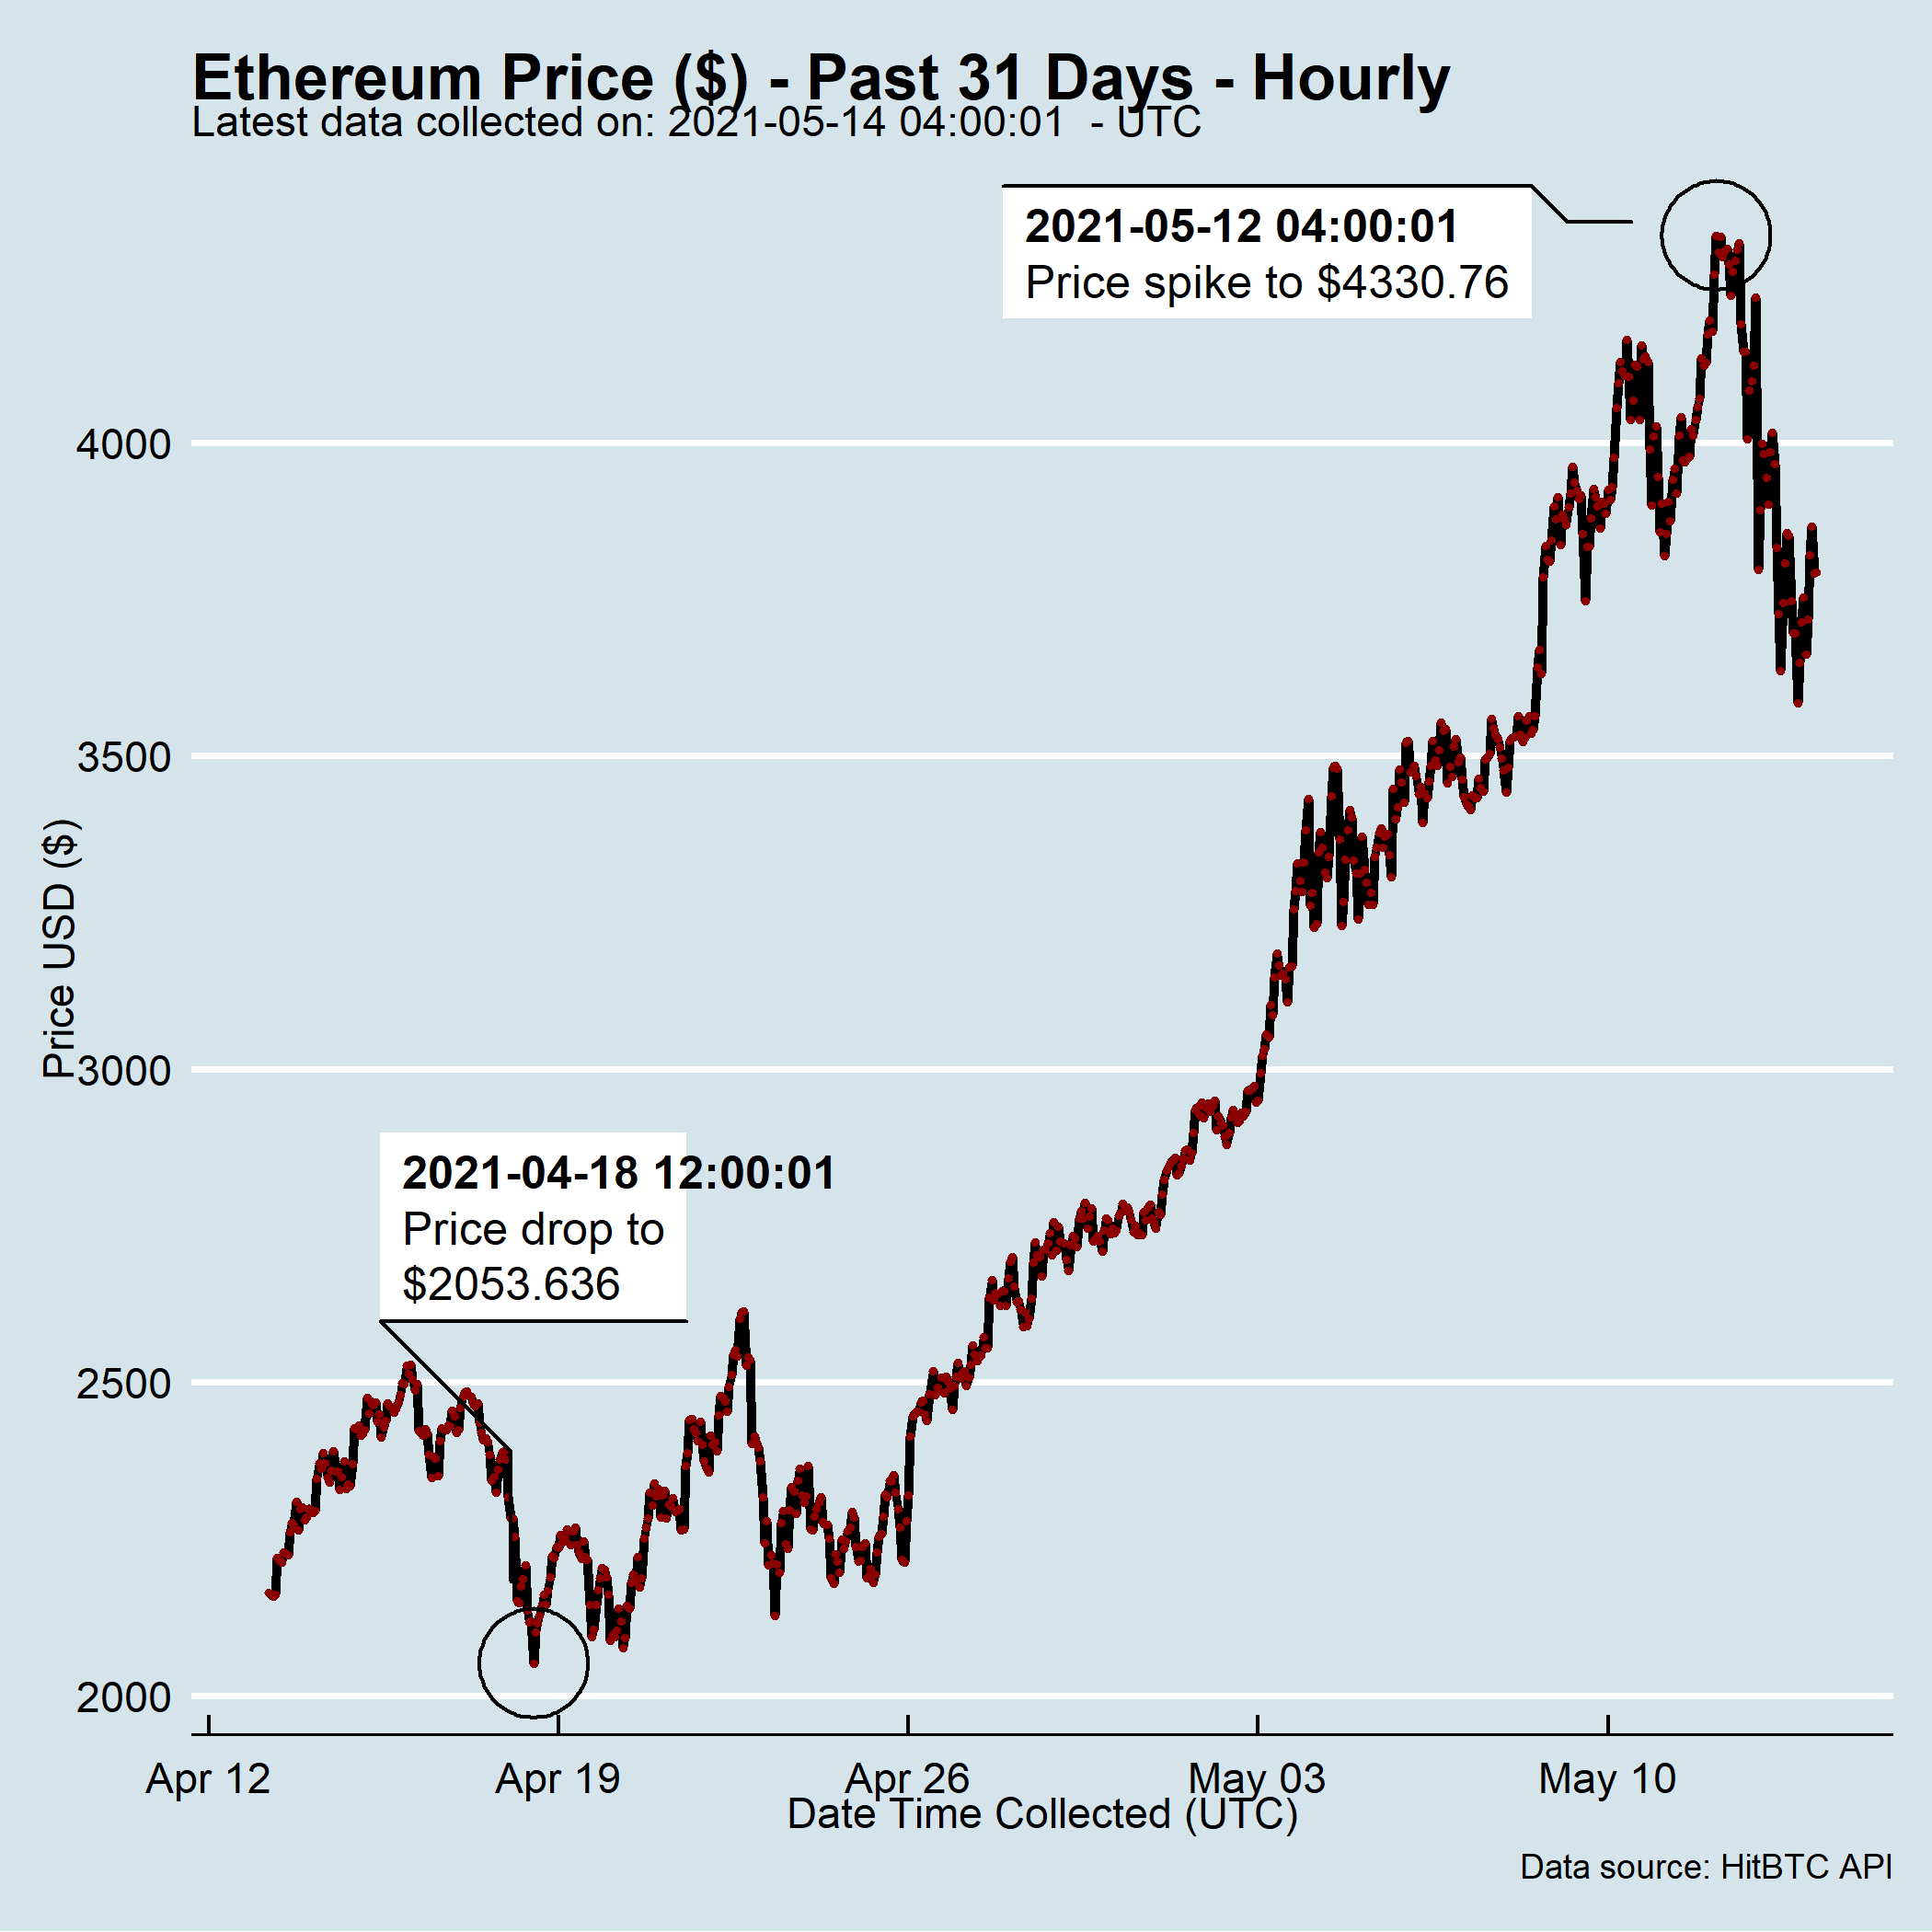 Ethereum Price ($) - Past 31 Days - Hourly
Latest data collected on: 2021-05-14 04:00:01  - UTC
2021-05-12 04:00:01
Price spike to $4330.76
4000
3500
3000
2500
2000
Price USD ($)
2021-04-18 12:00:01
Price drop to
$2053.636
Apr 12
Apr 19
Apr 26
May 03
May 10
Date Time Collected (UTC)
Data source: HitBTC API